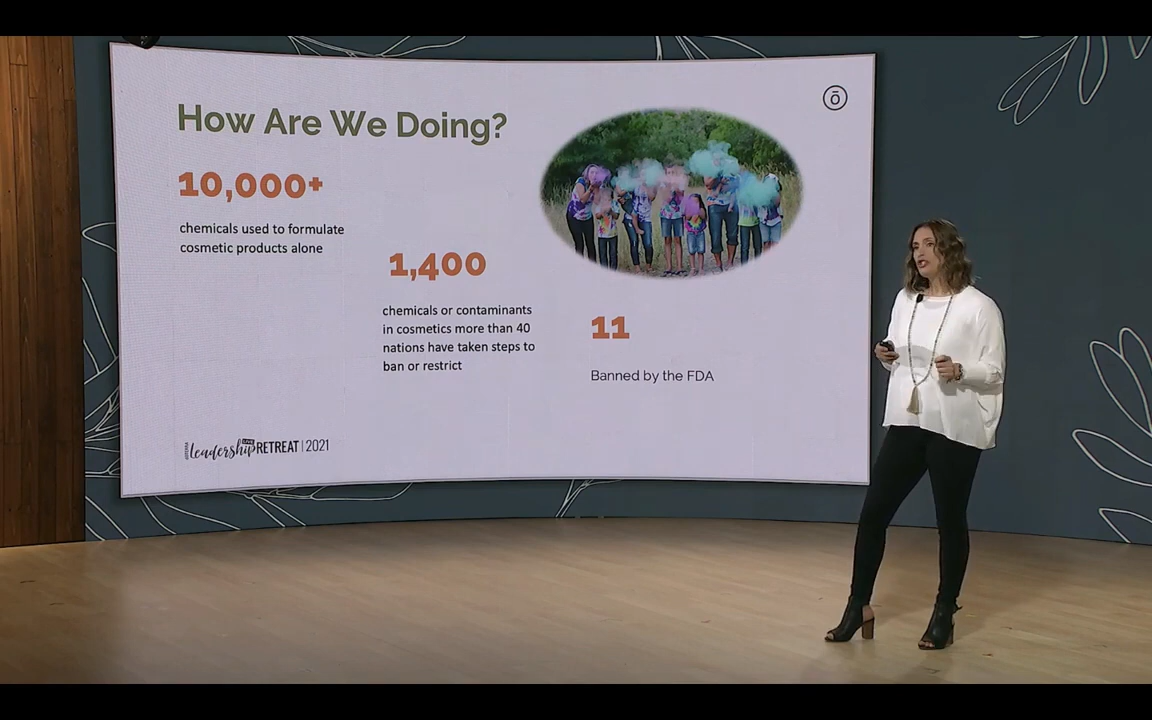 How Are We Doing?
10,000+
chemicals used to formulate
cosmetic products alone
1,400
chemicals or contaminants
in cosmetics more than 40
nations have taken steps to
ban or restrict
11
Banned by the FDA
ō
Leadership LIVE RETREAT | 2021